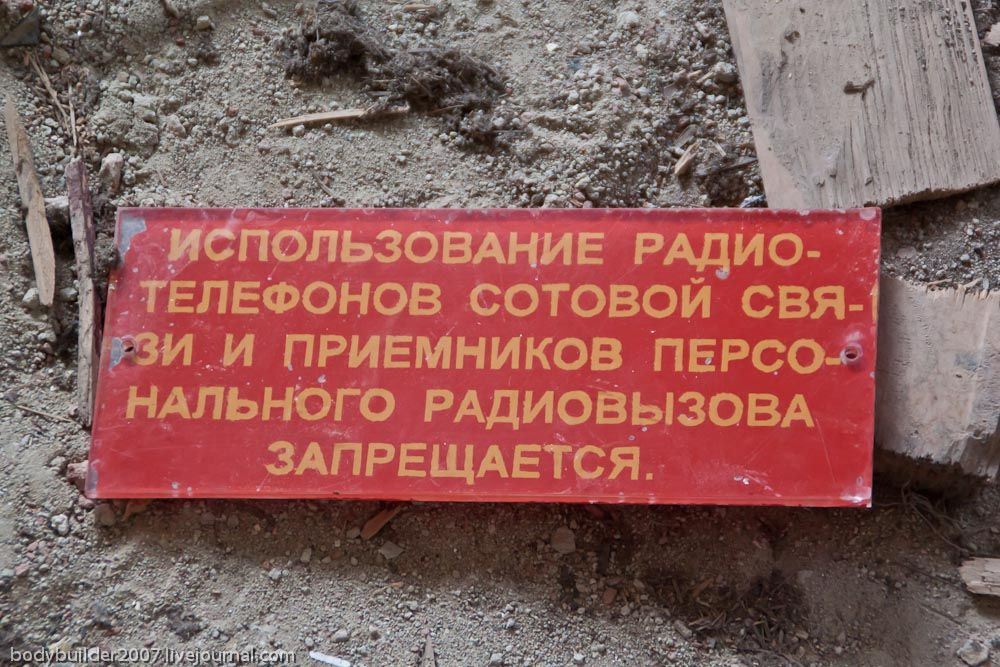 ИСПОЛЬЗОВАНИЕ РАДИО-
ТЕЛЕФОНОВ СОТОВОЙ СВЯ-
ЗИ И ПРИЕМНИКОВ ПЕРСО-
НАЛЬНОГО РАДИОВЫЗОВА
ЗАПРЕЩАЕТСЯ.
bodybuilder2007.livejournal.com